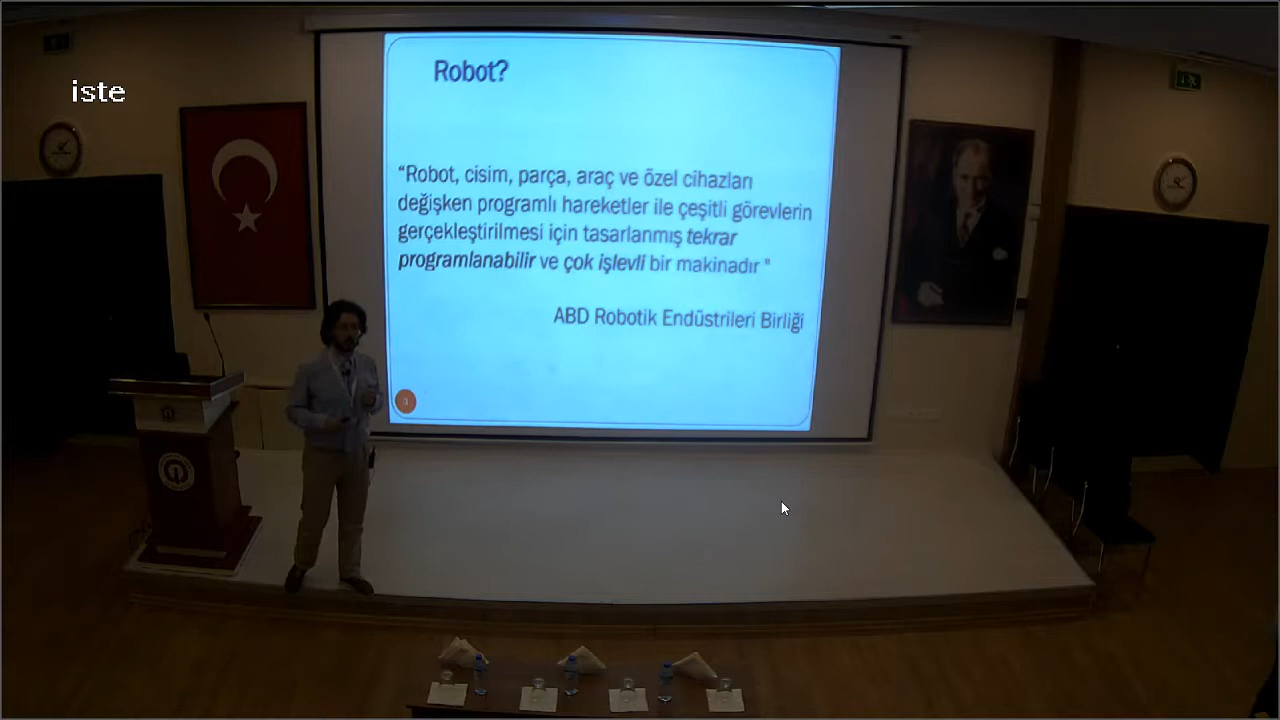 iste
Robot?
“Robot, cisim, parça, araç ve özel cihazları
değişken programlı hareketler ile çeşitli görevlerin
gerçekleştirilmesi için tasarlanmış tekrar
programlanabilir ve çok işlevli bir makinadır "
ABD Robotik Endüstrileri Birliği
3